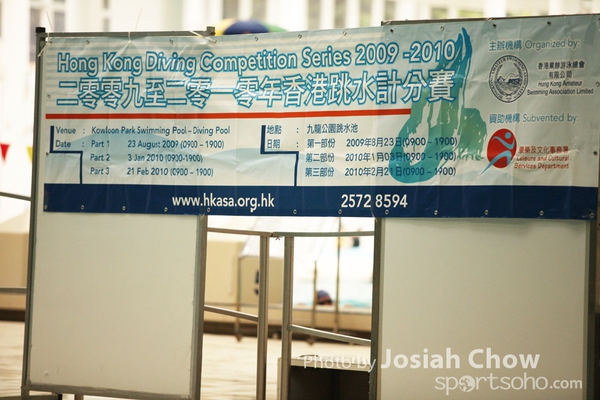 Hong Kong Diving Competition Series 2009 -2010
二零零九至二零一零年香港跳水計分賽
主辦機構 Organized by:
香港業餘游泳總會
有限公司
Hong Kong Amateur
Swimming Association Limited
資助機構 Subvented by:
康樂及文化事務署
Leisure and Cultural
Services Department
Venue : Kowloon Park Swimming Pool – Diving Pool
Date : Part 1 23 August 2009 (0900 – 1900)
Part 2 3 Jan 2010 (0900-1900)
Part 3 21 Feb 2010 (0900 – 1900)
地點 : 九龍公園跳水池
日期 : 第一部份 2009年8月23日(0900 – 1900)
第二部份 2010年1月03日(0900 – 1900)
第三部份 2010年2月21日(0900 – 1900)
www.hkasa.org.hk 2572 8594
Photo by Josiah Chow
sportsoho.com